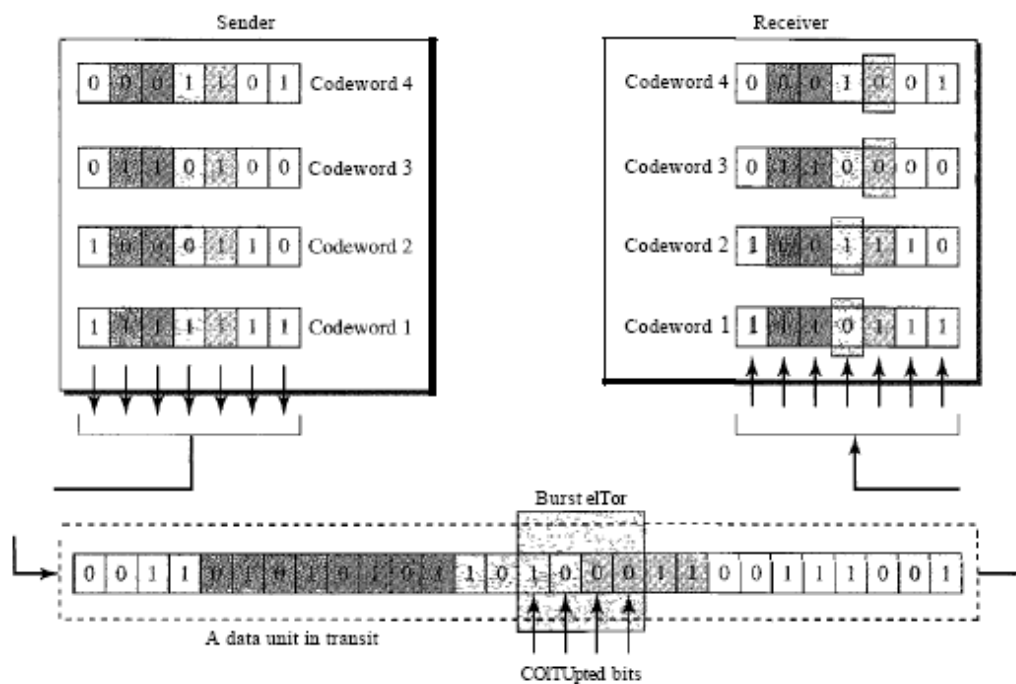 Sender
0 0 0 1 1 0 1 Codeword 4
0 1 1 0 1 0 0 Codeword 3
1 0 0 0 1 1 0 Codeword 2
1 1 1 1 1 1 1 Codeword 1
Receiver
Codeword 4 0 0 0 1 0 0 1
Codeword 3 0 1 1 0 0 0 0
Codeword 2 1 0 0 1 1 1 0
Codeword 1 1 1 1 0 1 1 1
Burst elTor
0 0 1 1 0 1 0 1 0 1 0 1 1 0 1 0 0 0 1 1 0 0 1 1 1 0 0 1
A data unit in transit
COITUpted bits